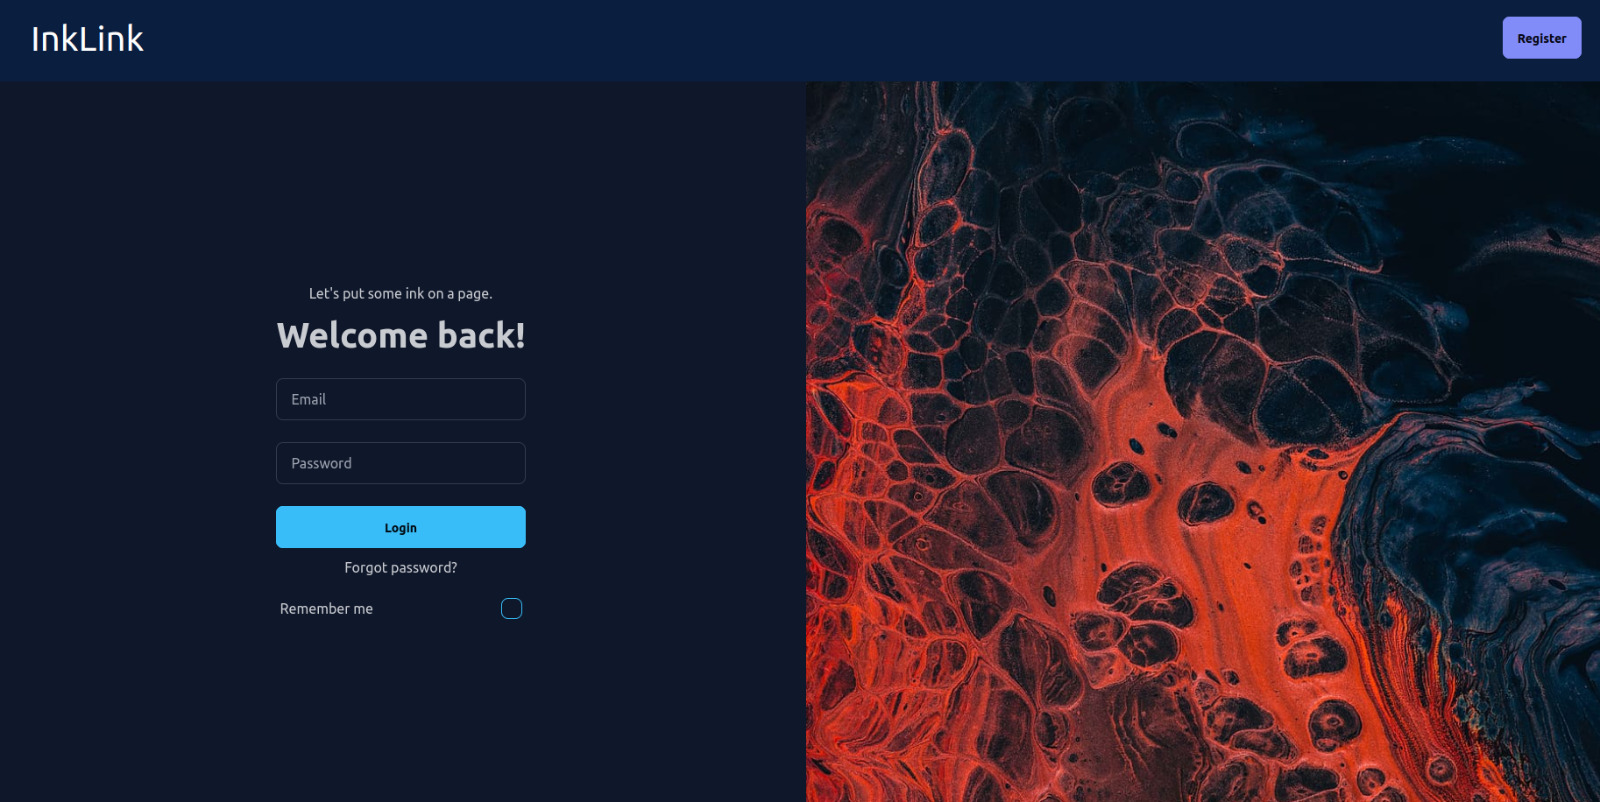 InkLink
Register
Let's put some ink on a page.
Welcome back!
Email
Password
Login
Forgot password?
Remember me